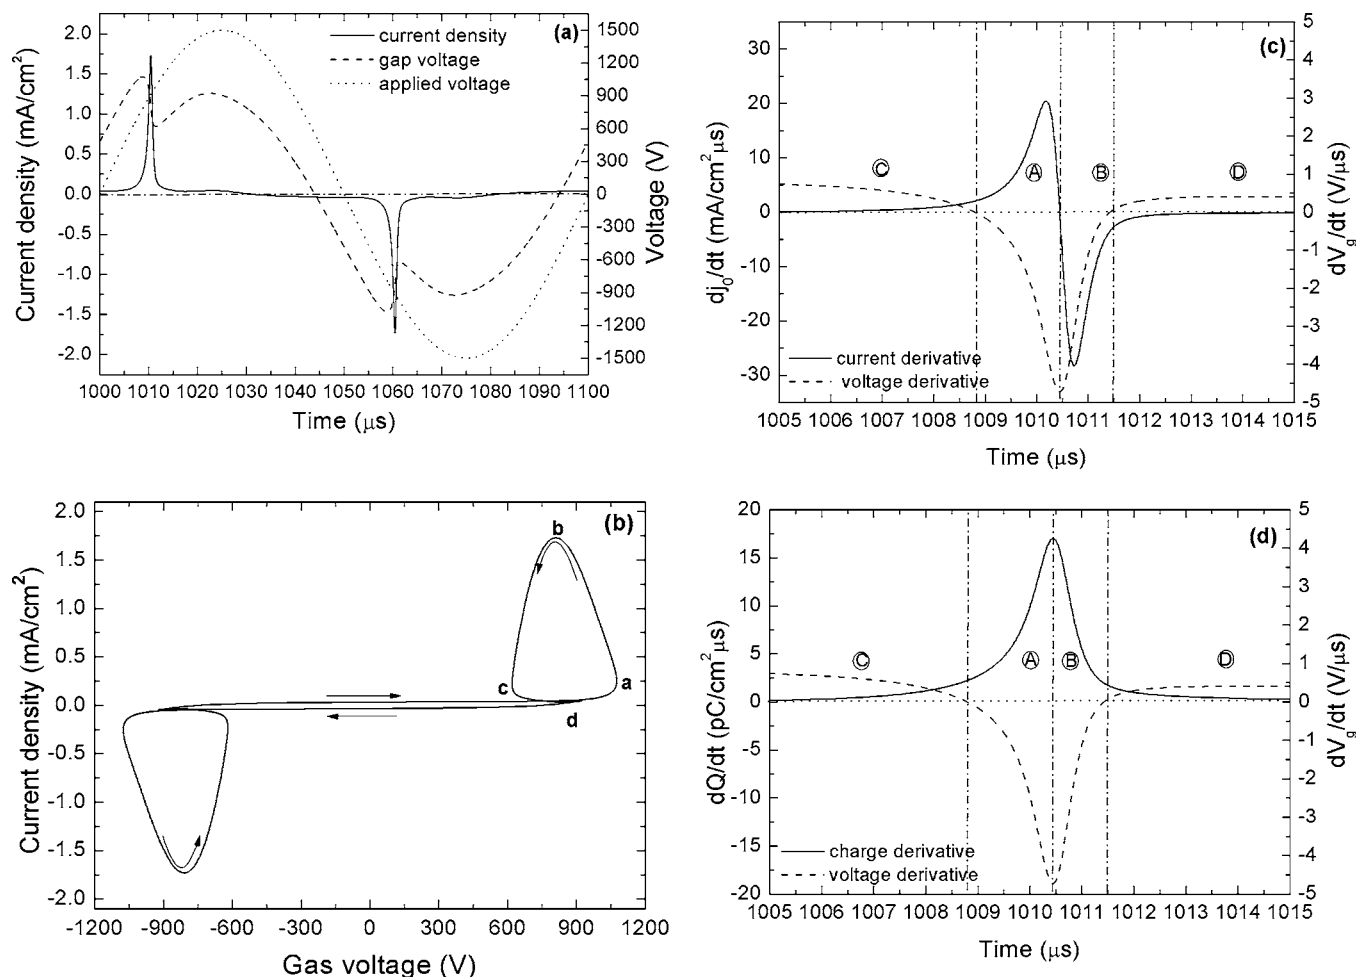 (a)
current density
gap voltage
applied voltage
Current density (mA/cm²)
2.0
1.5
1.0
0.5
0.0
-0.5
-1.0
-1.5
-2.0
1500
1200
900
600
300
0
-300
-600
-900
-1200
-1500
Voltage (V)
1000 1010 1020 1030 1040 1050 1060 1070 1080 1090 1100
Time (μs)
(c)
dj₀/dt (mA/cm²μs)
30
20
10
0
-10
-20
-30
5
4
3
2
1
0
-1
-2
-3
-4
-5
dVg/dt (V/μs)
C A B D
current derivative
voltage derivative
1005 1006 1007 1008 1009 1010 1011 1012 1013 1014 1015
Time (μs)
(b)
Current density (mA/cm²)
2.0
1.5
1.0
0.5
0.0
-0.5
-1.0
-1.5
-2.0
b
c
a
d
-1200 -900 -600 -300 0 300 600 900 1200
Gas voltage (V)
(d)
dQ/dt (pC/cm²μs)
20
15
10
5
0
-5
-10
-15
-20
5
4
3
2
1
0
-1
-2
-3
-4
-5
dVg/dt (V/μs)
C A B D
charge derivative
voltage derivative
1005 1006 1007 1008 1009 1010 1011 1012 1013 1014 1015
Time (μs)